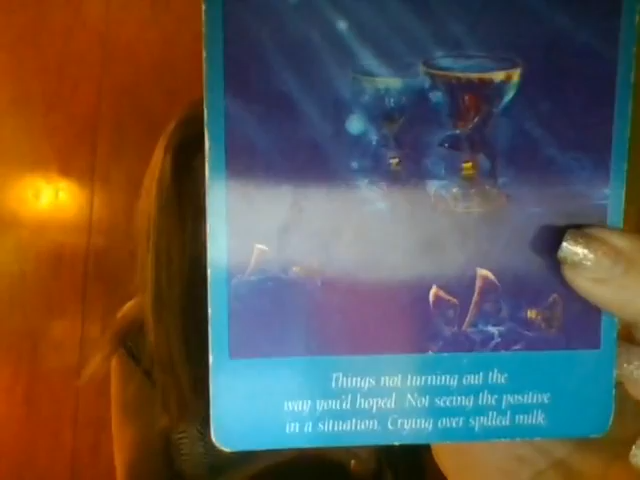 Things not turning out the
way you'd hoped. Not seeing the positive
in a situation. Crying over spilled milk.